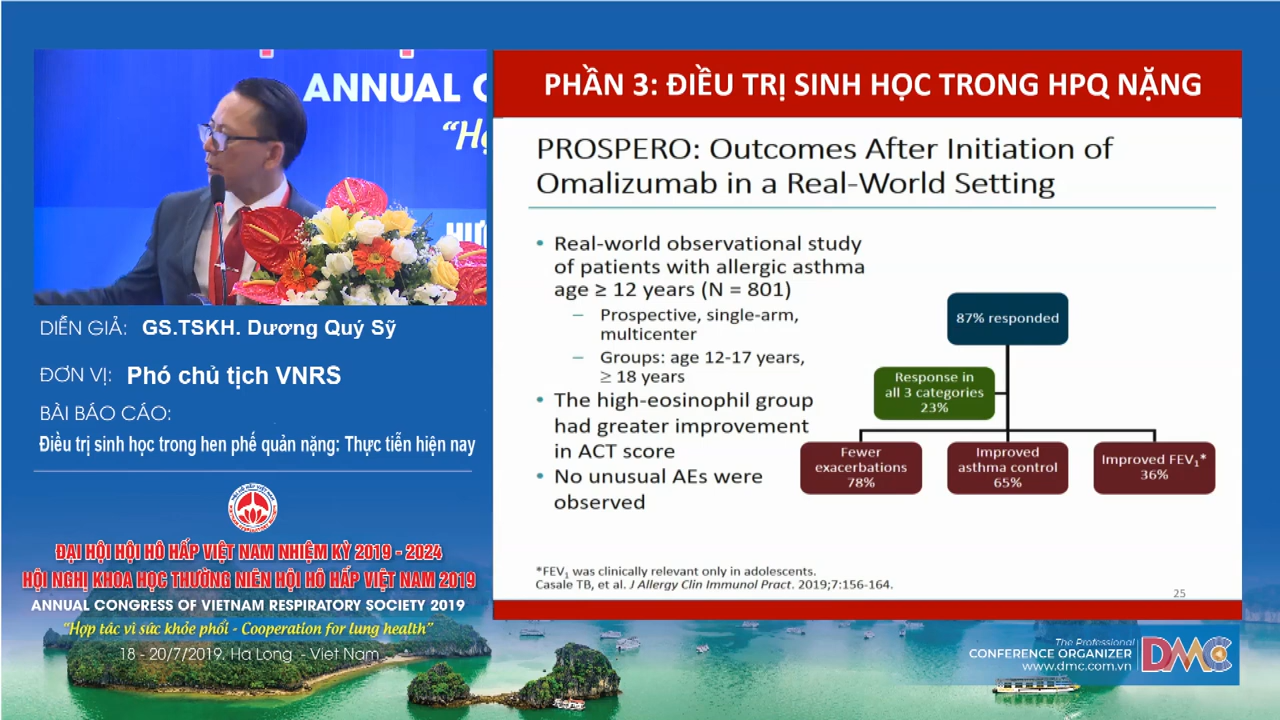 ANNUAL C
“Hợ
HƯ
DIỄN GIẢ: GS.TSKH. Dương Quý Sỹ
ĐƠN VỊ: Phó chủ tịch VNRS
BÀI BÁO CÁO:
Điều trị sinh học trong hen phế quản nặng: Thực tiễn hiện nay
ĐẠI HỘI HỘI HÔ HẤP VIỆT NAM NHIỆM KỲ 2019 - 2024
HỘI NGHỊ KHOA HỌC THƯỜNG NIÊN HỘI HÔ HẤP VIỆT NAM 2019
ANNUAL CONGRESS OF VIETNAM RESPIRATORY SOCIETY 2019
“Hợp tác vì sức khỏe phổi - Cooperation for lung health”
18 - 20/7/2019. Ha Long - Viet Nam
PHẦN 3: ĐIỀU TRỊ SINH HỌC TRONG HPQ NẶNG
PROSPERO: Outcomes After Initiation of
Omalizumab in a Real-World Setting
• Real-world observational study
of patients with allergic asthma
age ≥ 12 years (N = 801)
– Prospective, single-arm,
multicenter
– Groups: age 12-17 years,
≥ 18 years
• The high-eosinophil group
had greater improvement
in ACT score
• No unusual AEs were
observed
87% responded
Response in
all 3 categories
23%
Fewer
exacerbations
78%
Improved
asthma control
65%
Improved FEV₁*
36%
*FEV₁ was clinically relevant only in adolescents.
Casale TB, et al. J Allergy Clin Immunol Pract. 2019;7:156-164.
25
The Professional
CONFERENCE ORGANIZER
www.dmc.com.vn
DMC